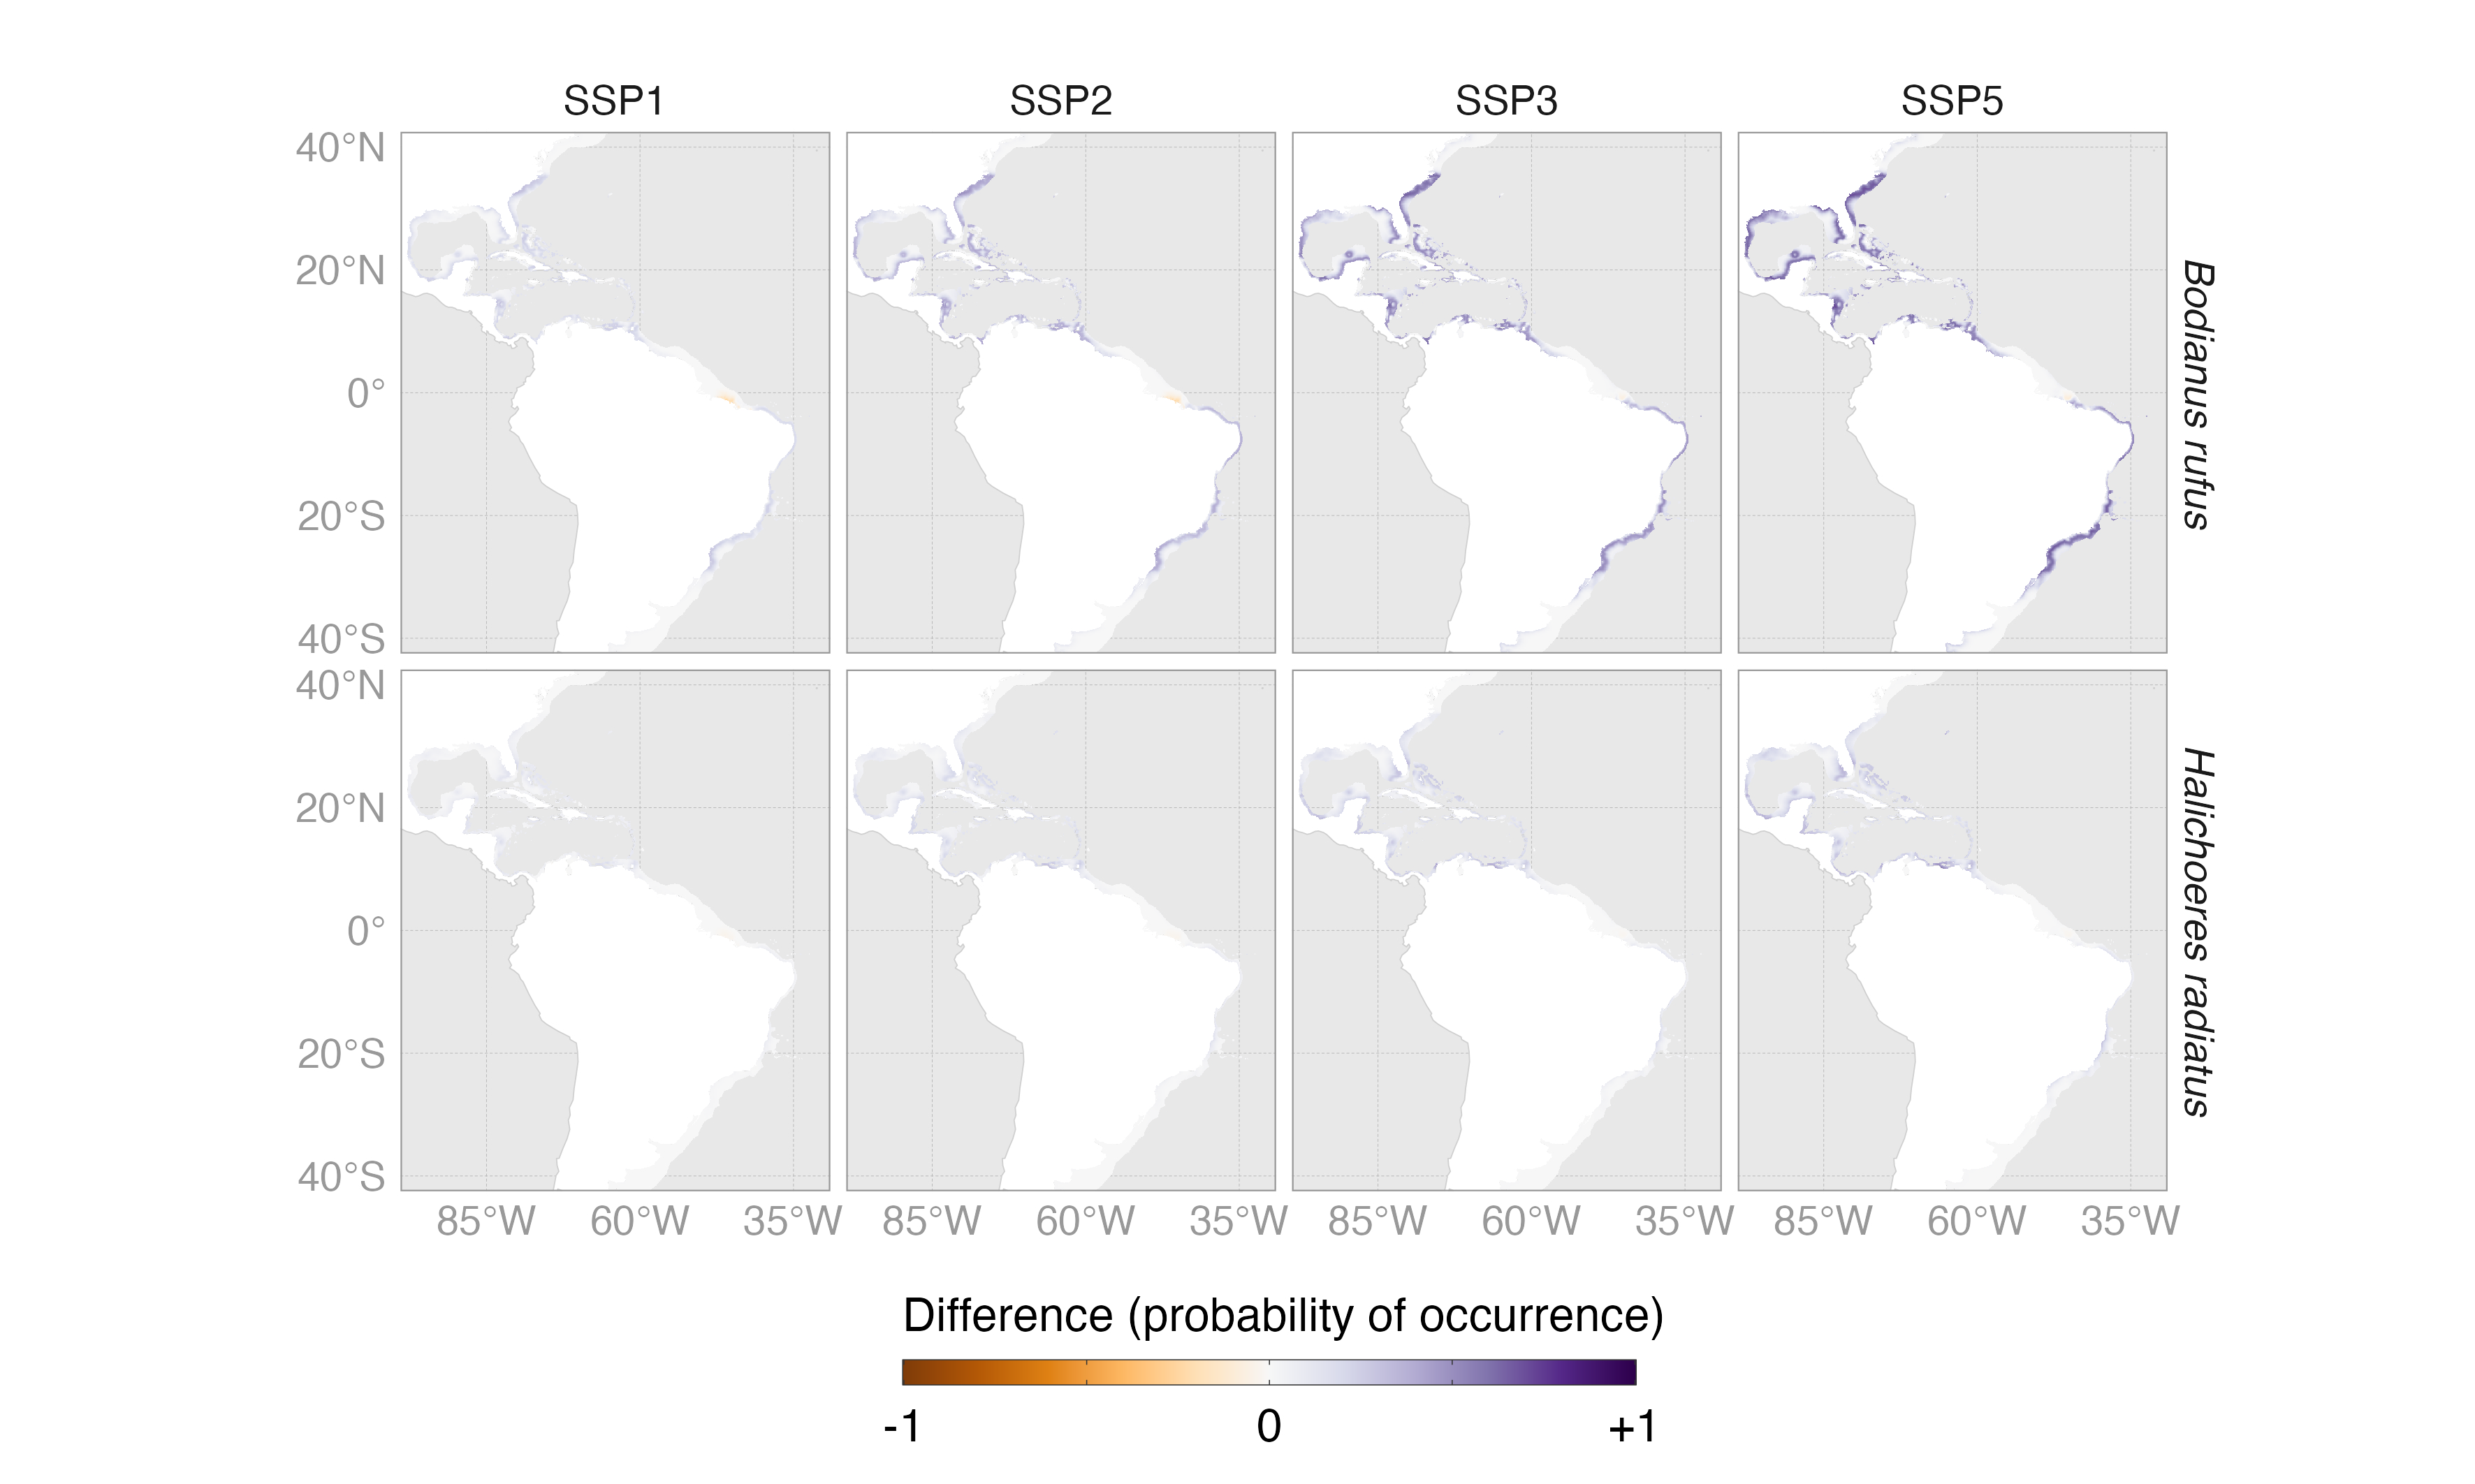 SSP1 SSP2 SSP3 SSP5
40°N
20°N
0°
20°S
40°S
Bodianus rufus
40°N
20°N
0°
20°S
40°S
Halichoeres radiatus
85°W 60°W 35°W 85°W 60°W 35°W 85°W 60°W 35°W 85°W 60°W 35°W
Difference (probability of occurrence)
-1 0 +1